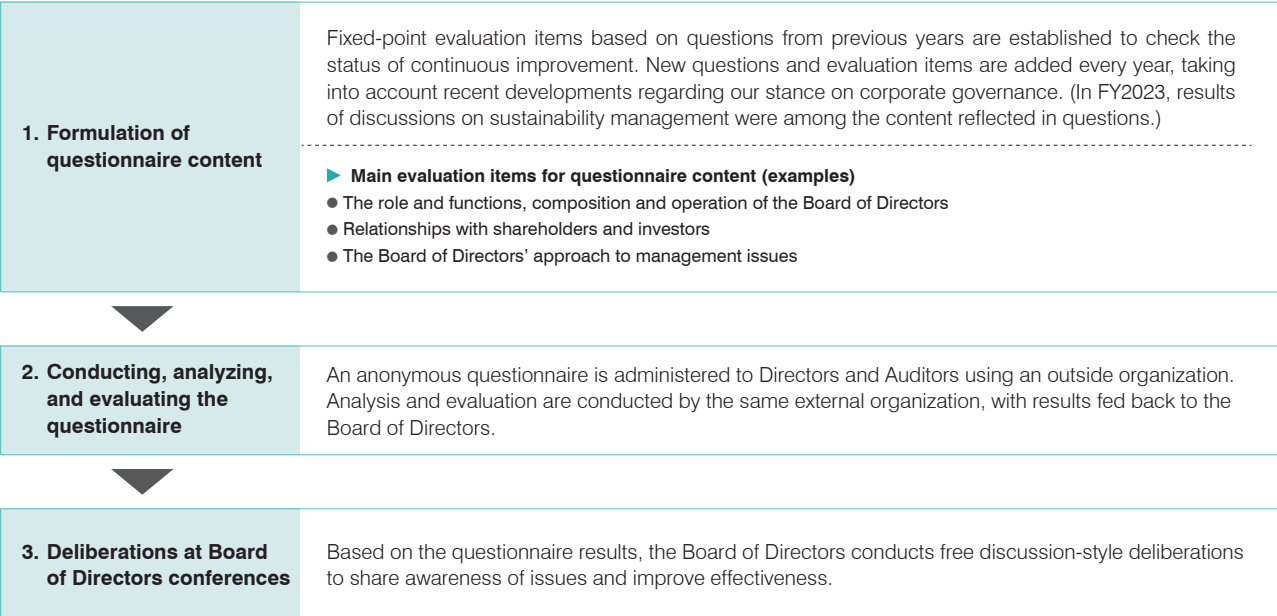 1. Formulation of
questionnaire content
Fixed-point evaluation items based on questions from previous years are established to check the
status of continuous improvement. New questions and evaluation items are added every year, taking
into account recent developments regarding our stance on corporate governance. (In FY2023, results
of discussions on sustainability management were among the content reflected in questions.)
▶ Main evaluation items for questionnaire content (examples)
● The role and functions, composition and operation of the Board of Directors
● Relationships with shareholders and investors
● The Board of Directors’ approach to management issues
2. Conducting, analyzing,
and evaluating the
questionnaire
An anonymous questionnaire is administered to Directors and Auditors using an outside organization.
Analysis and evaluation are conducted by the same external organization, with results fed back to the
Board of Directors.
3. Deliberations at Board
of Directors conferences
Based on the questionnaire results, the Board of Directors conducts free discussion-style deliberations
to share awareness of issues and improve effectiveness.